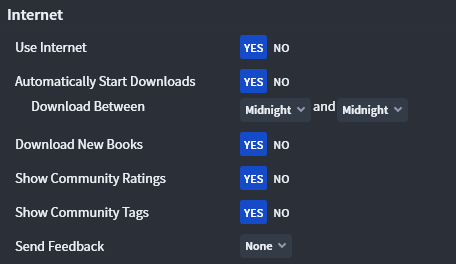 Internet
Use Internet YES NO
Automatically Start Downloads YES NO
Download Between Midnight and Midnight
Download New Books YES NO
Show Community Ratings YES NO
Show Community Tags YES NO
Send Feedback None